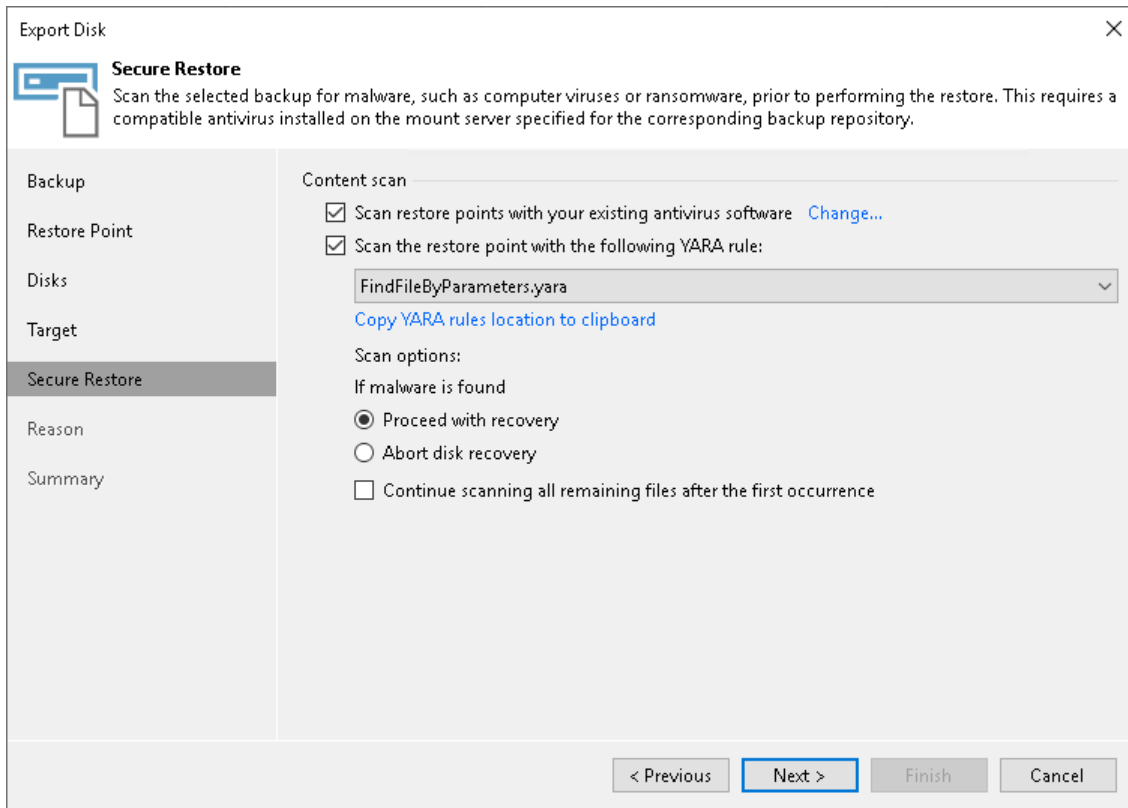 Export Disk
Secure Restore
Scan the selected backup for malware, such as computer viruses or ransomware, prior to performing the restore. This requires a
compatible antivirus installed on the mount server specified for the corresponding backup repository.
Backup
Restore Point
Disks
Target
Secure Restore
Reason
Summary
Content scan
Scan restore points with your existing antivirus software Change...
Scan the restore point with the following YARA rule:
FindFileByParameters.yara
Copy YARA rules location to clipboard
Scan options:
If malware is found
Proceed with recovery
Abort disk recovery
Continue scanning all remaining files after the first occurrence
< Previous Next > Finish Cancel